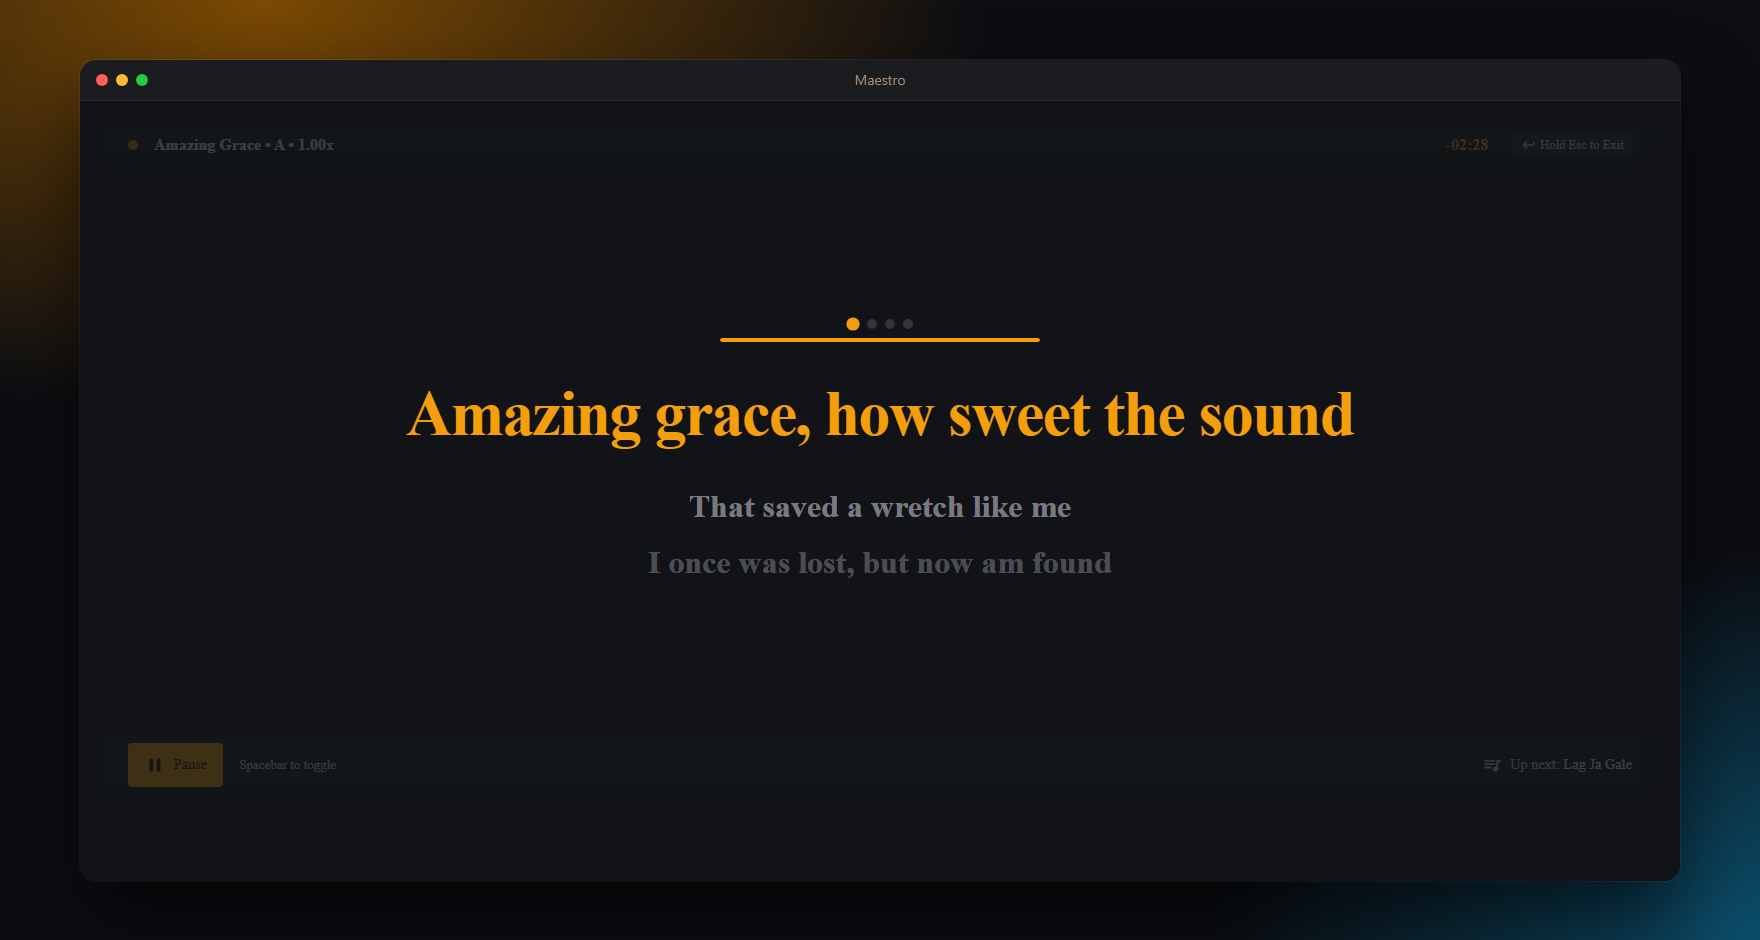 Maestro
Amazing Grace • A • 1.00x
-02:28
Hold Esc to Exit
Amazing grace, how sweet the sound
That saved a wretch like me
I once was lost, but now am found
Pause
Spacebar to toggle
Up next: Lag Ja Gale